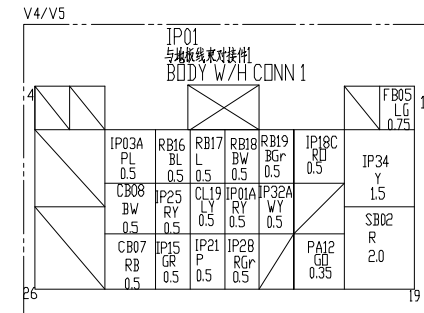 V4/V5
IP01
与地板线束对接件1
BODY W/H CONN 1
4
FB05
LG
0.75
1
IP03A
PL
0.5
RB16
BL
0.5
RB17
L
0.5
RB18
BW
0.5
RB19
BGr
0.5
IP18C
RO
0.5
IP34
Y
1.5
CB08
BW
0.5
IP25
RY
0.5
CL19
LY
0.5
IP01A
RY
0.5
IP32A
WY
0.5
SB02
R
2.0
CB07
RB
0.5
IP15
GR
0.5
IP21
P
0.5
IP28
RGr
0.5
PA12
GO
0.35
26
19